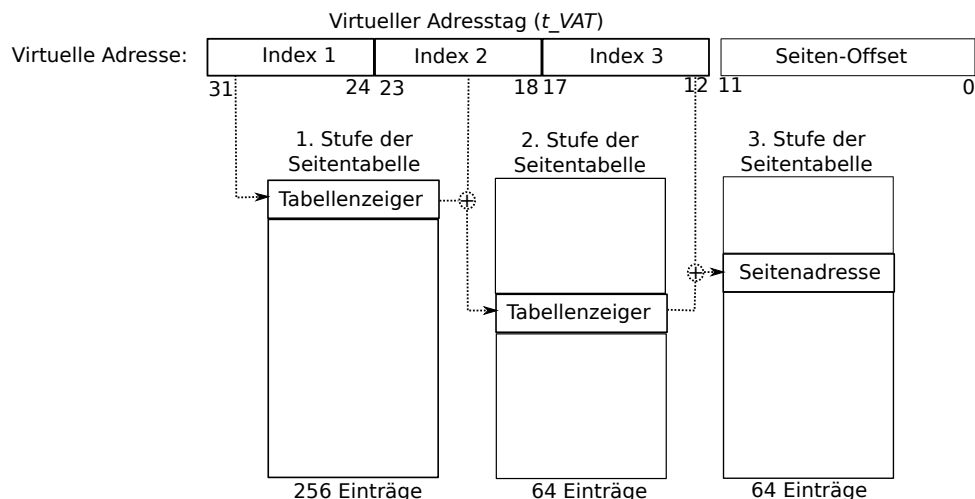 Virtueller Adresstag (t_VAT)
Virtuelle Adresse: Index 1 Index 2 Index 3 Seiten-Offset
31 24 23 18 17 12 11 0
1. Stufe der Seitentabelle
2. Stufe der Seitentabelle
3. Stufe der Seitentabelle
Tabellenzeiger
+
+
Seitenadresse
Tabellenzeiger
256 Einträge 64 Einträge 64 Einträge